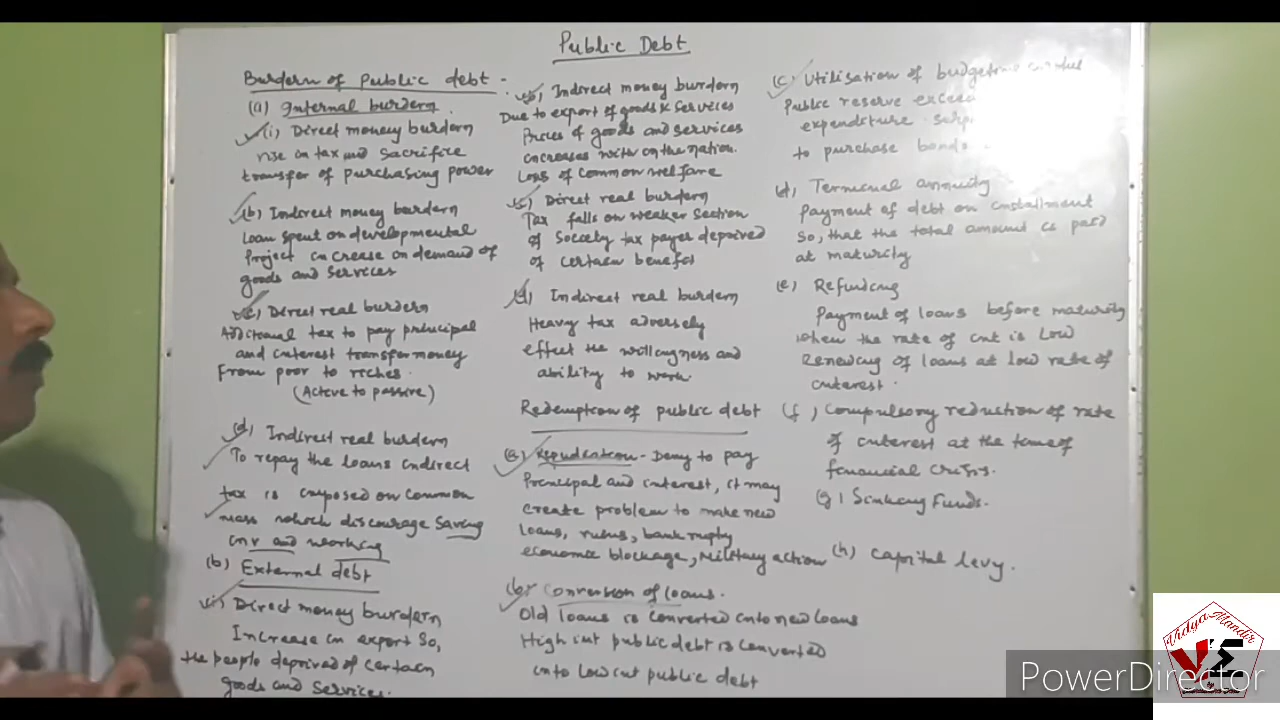 Public Debt
Burdern of public debt.
(a) Internal burdern
(i) Direct money burdern
rise in tax and sacrifice
transfer of purchasing power
(b) Indirect money burdern
Loan spent on developmental
Project increase on demand of
goods and services
(c) Direct real burdern
Additional tax to pay principal
and interest transfer money
From poor to riches.
(Active to passive)
(d) Indirect real burdern
To repay the loans indirect
tax is imposed on common
mass which discourage saving
inv and working
(b) External debt
(i) Direct money burdern
Increase in export so,
the people deprived of certain
goods and services.
(b) Indirect money burdern
Due to export of goods & services
Prices of goods and services
increases with in the nation.
Loss of common welfare
(c) Direct real burdern
Tax falls on weaker section
of society tax payer deprived
of certain benefit
(d) Indirect real burdern
Heavy tax adversely
effect the willingness and
ability to work
Redemption of public debt
(a) Repudiation - Deny to pay
Principal and interest, it may
create problem to make new
loans, bankrupty
economic blockage, Military action
(b) Conversion of loans.
Old loans is converted into new loans
High int public debt is converted
into low int public debt
(c) Utilisation of
Public reserve
expenditure
to purchase bonds
(d) Terminal annuity
Payment of debt on installment
so, that the total amount is paid
at maturity
(e) Refunding
Payment of loans before maturity
when the rate of int is low
Renewing of loans at low rate of
interest.
(f) Compulsory reduction of rate
of interest at the time of
financial crisis.
(g) Sinking Funds.
(h) Capital levy.
Vidya Mandir
V'S
by
PowerDirector